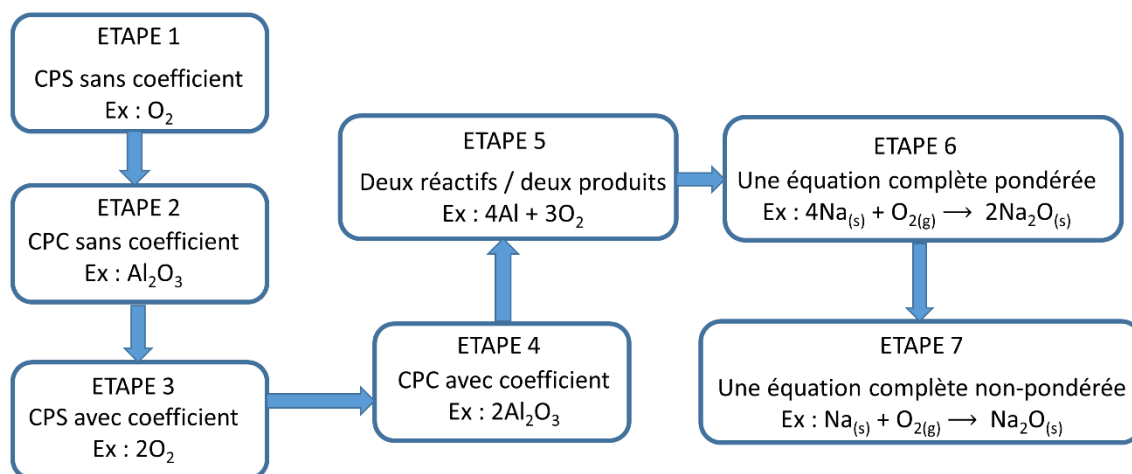 ETAPE 1
CPS sans coefficient
Ex : O₂
ETAPE 2
CPC sans coefficient
Ex : Al₂O₃
ETAPE 3
CPS avec coefficient
Ex : 2O₂
ETAPE 4
CPC avec coefficient
Ex : 2Al₂O₃
ETAPE 5
Deux réactifs / deux produits
Ex : 4Al + 3O₂
ETAPE 6
Une équation complète pondérée
Ex : 4Na₍s₎ + O₂₍g₎ ⟶ 2Na₂O₍s₎
ETAPE 7
Une équation complète non-pondérée
Ex : Na₍s₎ + O₂₍g₎ ⟶ Na₂O₍s₎